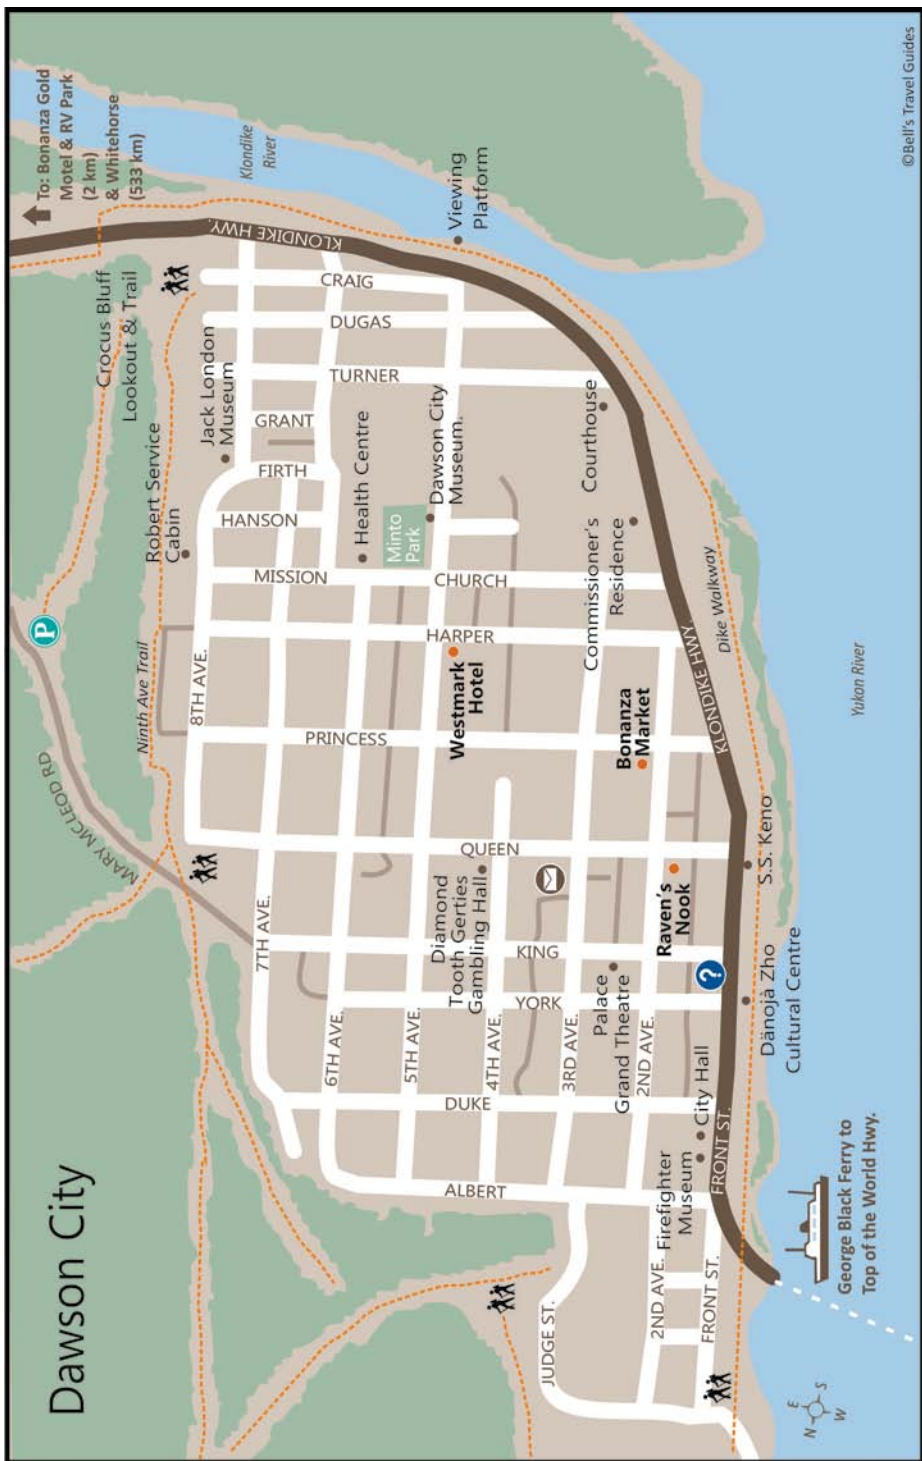 Dawson City
To: Bonanza Gold
Motel & RV Park
(2 km)
& Whitehorse
(533 km)
Klondike
River
Crocus Bluff
Lookout & Trail
Robert Service
Cabin
Jack London
Museum
P
Ninth Ave Trail
MARY MCLEOD RD
KLONDIKE HWY.
CRAIG
DUGAS
TURNER
GRANT
FIRTH
HANSON
MISSION
CHURCH
HARPER
PRINCESS
QUEEN
KING
YORK
DUKE
ALBERT
8TH AVE.
7TH AVE.
6TH AVE.
5TH AVE.
4TH AVE.
3RD AVE.
2ND AVE.
Health Centre
Minto
Park
Dawson City
Museum.
Viewing
Platform
Westmark
Hotel
Diamond
Tooth Gerties
Gambling Hall
Courthouse
Commissioner's
Residence
Bonanza
Market
Raven's
Nook
Palace
Grand Theatre
City Hall
Firefighter
Museum
JUDGE ST.
2ND AVE.
FRONT ST.
FRONT ST.
KLONDIKE HWY.
Dike Walkway
?
S.S. Keno
Dänojà Zho
Cultural Centre
Yukon River
George Black Ferry to
Top of the World Hwy.
N
E
S
W
©Bell's Travel Guides